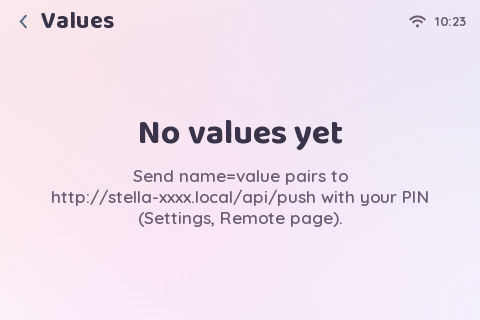 Values
10:23
No values yet
Send name=value pairs to
http://stella-xxxx.local/api/push with your PIN
(Settings, Remote page).